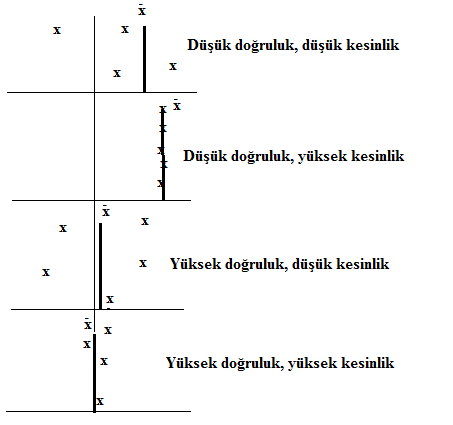 x̄
x x
Düşük doğruluk, düşük kesinlik
x x
x x̄
x
x
Düşük doğruluk, yüksek kesinlik
x
x
x̄
x x
Yüksek doğruluk, düşük kesinlik
x x
x
x̄ x
x
x
Yüksek doğruluk, yüksek kesinlik
x